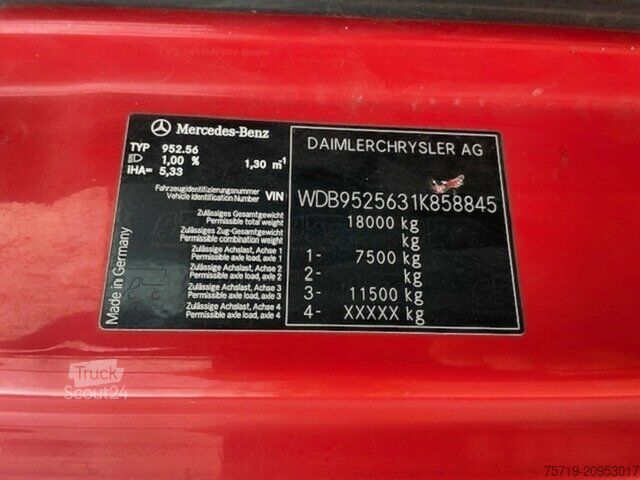 Mercedes-Benz
TYP 952.56
1,00 % 1,30 m¹
iHA= 5,33
Fahrzeugidentifizierungsnummer
Vehicle identification Number VIN
Zulässiges Gesamtgewicht
Permissible total weight
Zulässiges Zug-Gesamtgewicht
Permissible combination weight
Zulässige Achslast, Achse 1
Permissible axle load, axle 1
Zulässige Achslast, Achse 2
Permissible axle load, axle 2
Zulässige Achslast, Achse 3
Permissible axle load, axle 3
Zulässige Achslast, Achse 4
Permissible axle load, axle 4
Made in Germany
DAIMLERCHRYSLER AG
WDB9525631K858845
18000 kg
kg
1- 7500 kg
2- kg
3- 11500 kg
4- XXXXX kg
Truck
Scout24
75719-20953017